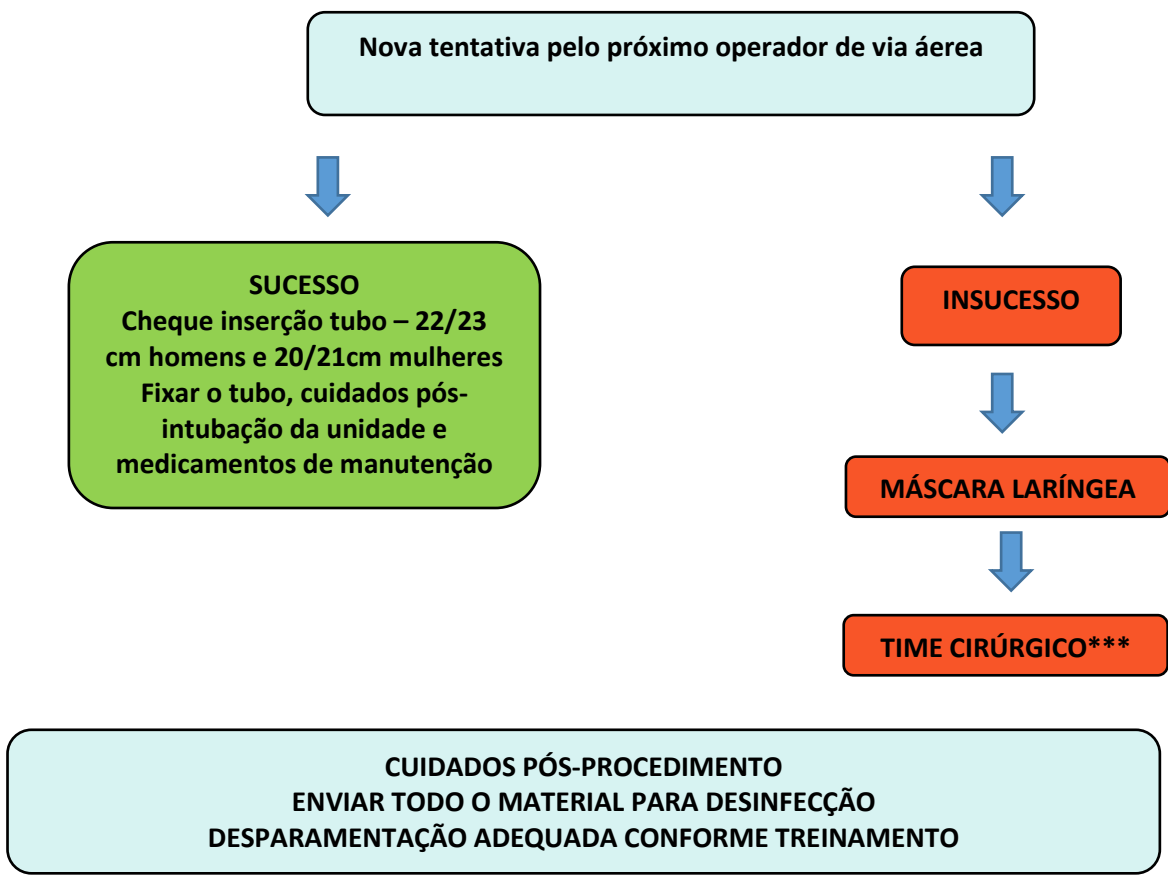 Nova tentativa pelo próximo operador de via áerea
SUCESSO
Cheque inserção tubo – 22/23
cm homens e 20/21cm mulheres
Fixar o tubo, cuidados pós-
intubação da unidade e
medicamentos de manutenção
INSUCESSO
MÁSCARA LARÍNGEA
TIME CIRÚRGICO***
CUIDADOS PÓS-PROCEDIMENTO
ENVIAR TODO O MATERIAL PARA DESINFECÇÃO
DESPARAMENTAÇÃO ADEQUADA CONFORME TREINAMENTO